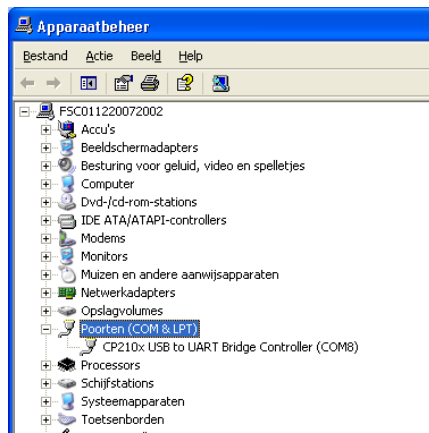 Apparaatbeheer
Bestand Actie Beeld Help
FSC011220072002
Accu's
Beeldschermadapters
Besturing voor geluid, video en spelletjes
Computer
Dvd-/cd-rom-stations
IDE ATA/ATAPI-controllers
Modems
Monitors
Muizen en andere aanwijsapparaten
Netwerkadapters
Opslagvolumes
Poorten (COM & LPT)
CP210x USB to UART Bridge Controller (COM8)
Processors
Schijfstations
Systeemapparaten
Toetsenborden